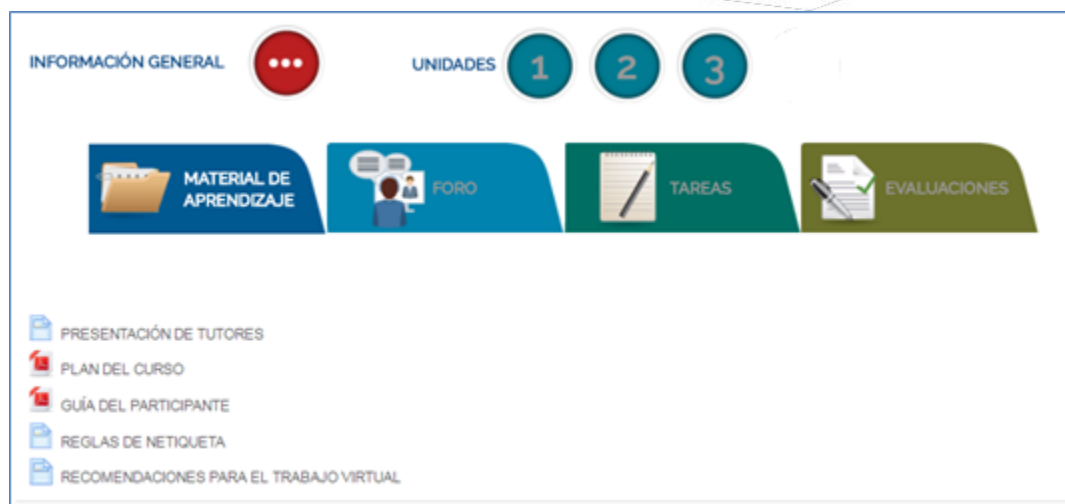 INFORMACIÓN GENERAL
UNIDADES 1 2 3
MATERIAL DE
APRENDIZAJE
FORO
TAREAS
EVALUACIONES
PRESENTACIÓN DE TUTORES
PLAN DEL CURSO
GUÍA DEL PARTICIPANTE
REGLAS DE NETIQUETA
RECOMENDACIONES PARA EL TRABAJO VIRTUAL